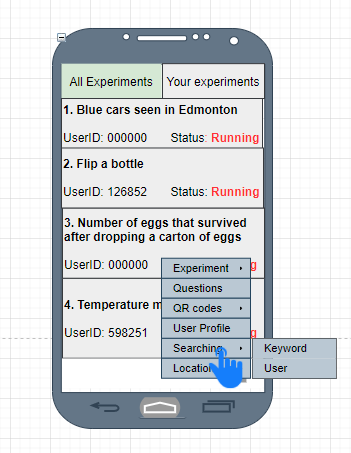 All Experiments
Your experiments
1. Blue cars seen in Edmonton
UserID: 000000 Status: Running
2. Flip a bottle
UserID: 126852 Status: Running
3. Number of eggs that survived
after dropping a carton of eggs
UserID: 000000
4. Temperature
UserID: 598251
Experiment
Questions
QR codes
User Profile
Searching
Keyword
User